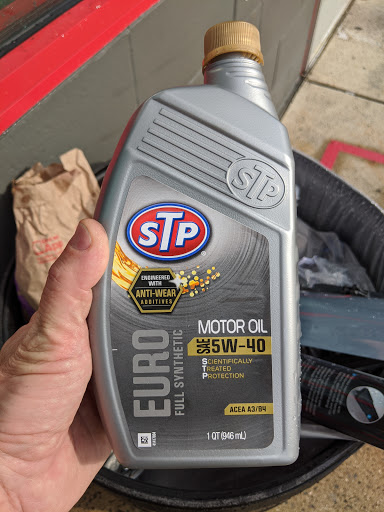 STP
STP
ENGINEERED
WITH
ANTI-WEAR
ADDITIVES
EURO
FULL SYNTHETIC
MOTOR OIL
SAE 5W-40
SCIENTIFICALLY
TREATED
PROTECTION
ACEA A3/B4
1 QT (946 mL)